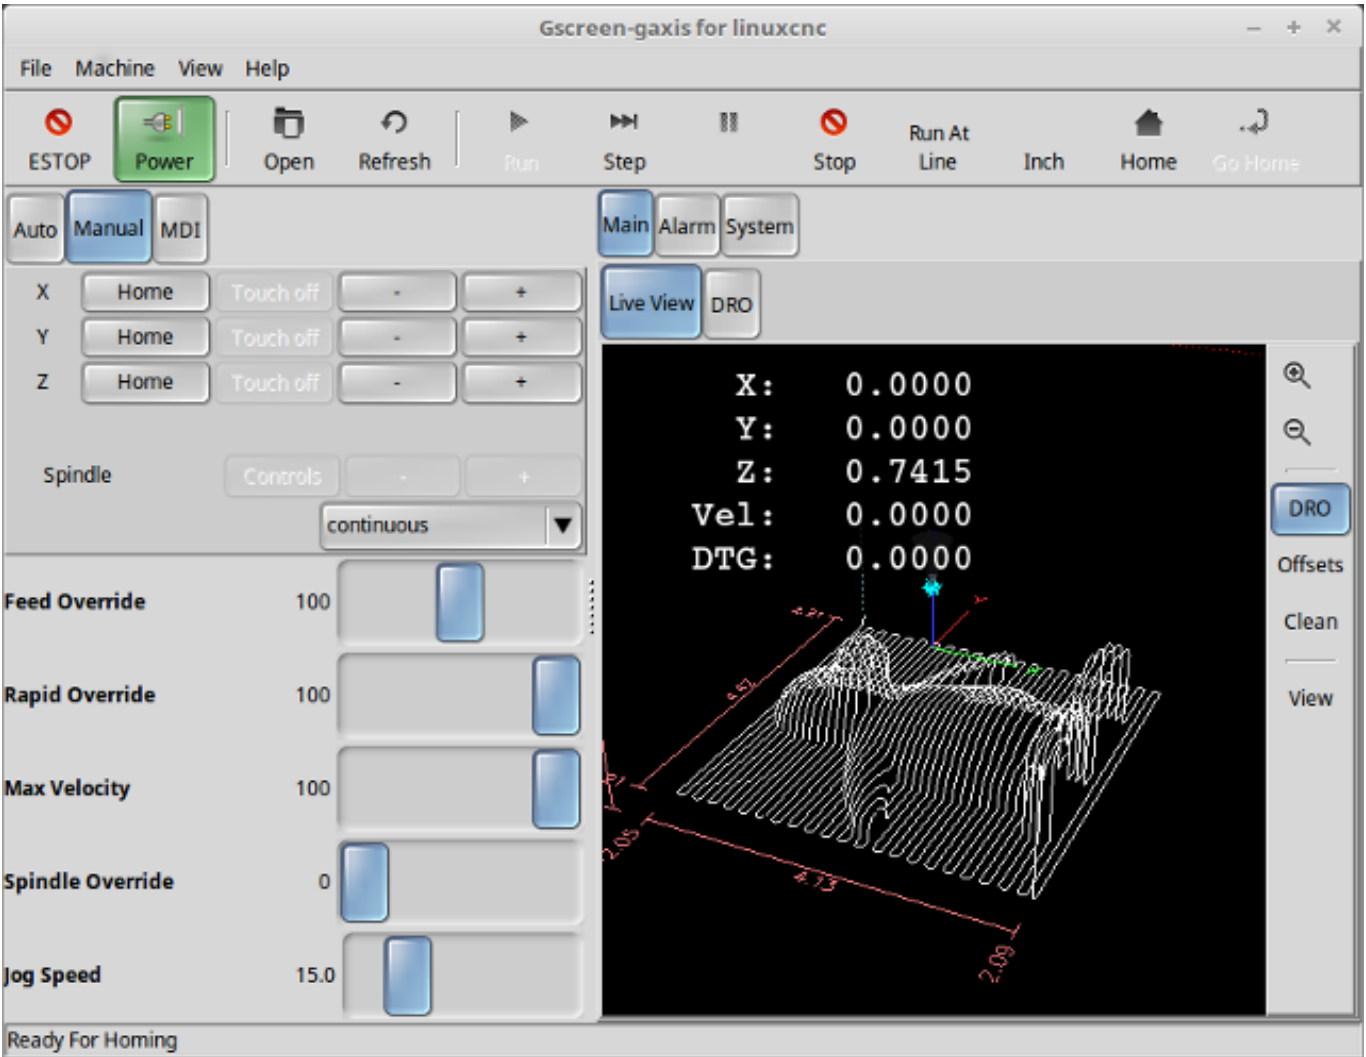 Gscreen-gaxis for linuxcnc
File Machine View Help
ESTOP Power Open Refresh Run Step Stop Run At Line Inch Home Go Home
Auto Manual MDI
X Home Touch off - +
Y Home Touch off - +
Z Home Touch off - +
Spindle Controls - +
continuous
Feed Override 100
Rapid Override 100
Max Velocity 100
Spindle Override 0
Jog Speed 15.0
Main Alarm System
Live View DRO
X: 0.0000
Y: 0.0000
Z: 0.7415
Vel: 0.0000
DTG: 0.0000
2.05
4.13
2.09
DRO
Offsets
Clean
View
Ready For Homing